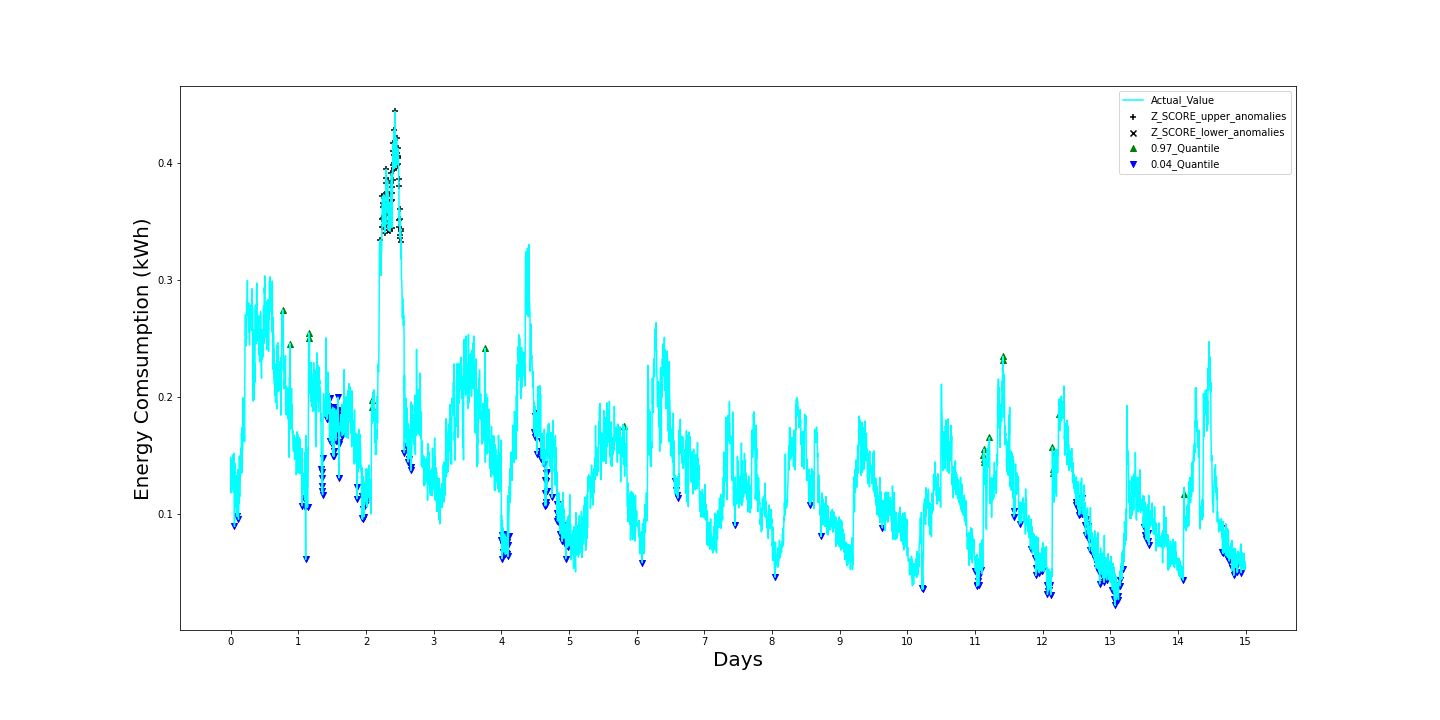 Actual_Value
Z_SCORE_upper_anomalies
Z_SCORE_lower_anomalies
0.97_Quantile
0.04_Quantile
Energy Comsumption (kWh)
0.4
0.3
0.2
0.1
0 1 2 3 4 5 6 7 8 9 10 11 12 13 14 15
Days